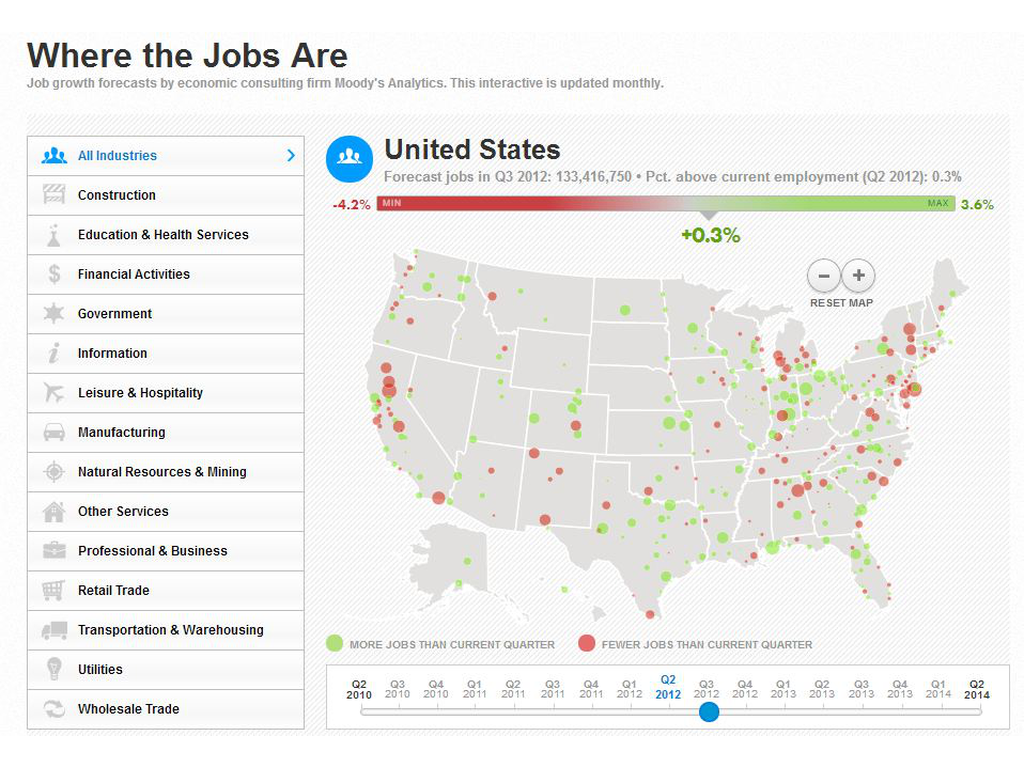 Where the Jobs Are
Job growth forecasts by economic consulting firm Moody's Analytics. This interactive is updated monthly.
All Industries
Construction
Education & Health Services
Financial Activities
Government
Information
Leisure & Hospitality
Manufacturing
Natural Resources & Mining
Other Services
Professional & Business
Retail Trade
Transportation & Warehousing
Utilities
Wholesale Trade
United States
Forecast jobs in Q3 2012: 133,416,750 • Pct. above current employment (Q2 2012): 0.3%
-4.2% MIN MAX 3.6%
+0.3%
RESET MAP
MORE JOBS THAN CURRENT QUARTER FEWER JOBS THAN CURRENT QUARTER
Q2 Q3 Q4 Q1 Q2 Q3 Q4 Q1 Q2 Q3 Q4 Q1 Q2 Q3 Q4 Q1 Q2
2010 2010 2010 2011 2011 2011 2011 2012 2012 2012 2012 2013 2013 2013 2013 2014 2014